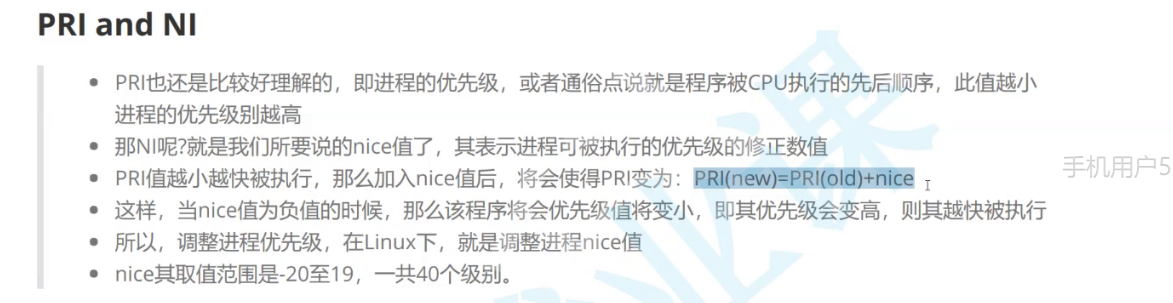 PRI and NI
PRI也还是比较好理解的，即进程的优先级，或者通俗点说就是程序被CPU执行的先后顺序，此值越小
进程的优先级别越高
那NI呢?就是我们所要说的nice值了，其表示进程可被执行的优先级的修正数值
PRI值越小越快被执行，那么加入nice值后，将会使得PRI变为：PRI(new)=PRI(old)+nice
这样，当nice值为负值的时候，那么该程序将会优先级值将变小，即其优先级会变高，则其越快被执行
所以，调整进程优先级，在Linux下，就是调整进程nice值
nice其取值范围是-20至19，一共40个级别。
手机用户5
业课